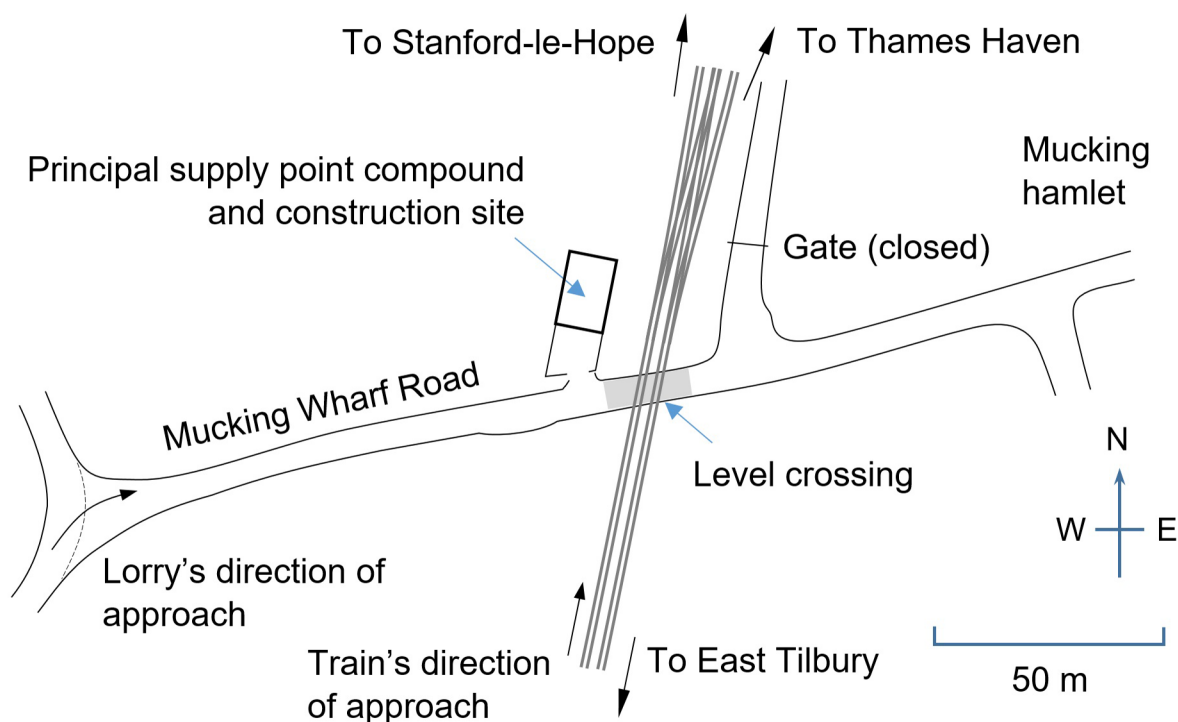 To Stanford-le-Hope
To Thames Haven
Principal supply point compound
and construction site
Mucking
hamlet
Gate (closed)
Mucking Wharf Road
Level crossing
N
W
E
Lorry's direction of
approach
Train's direction
of approach
To East Tilbury
50 m